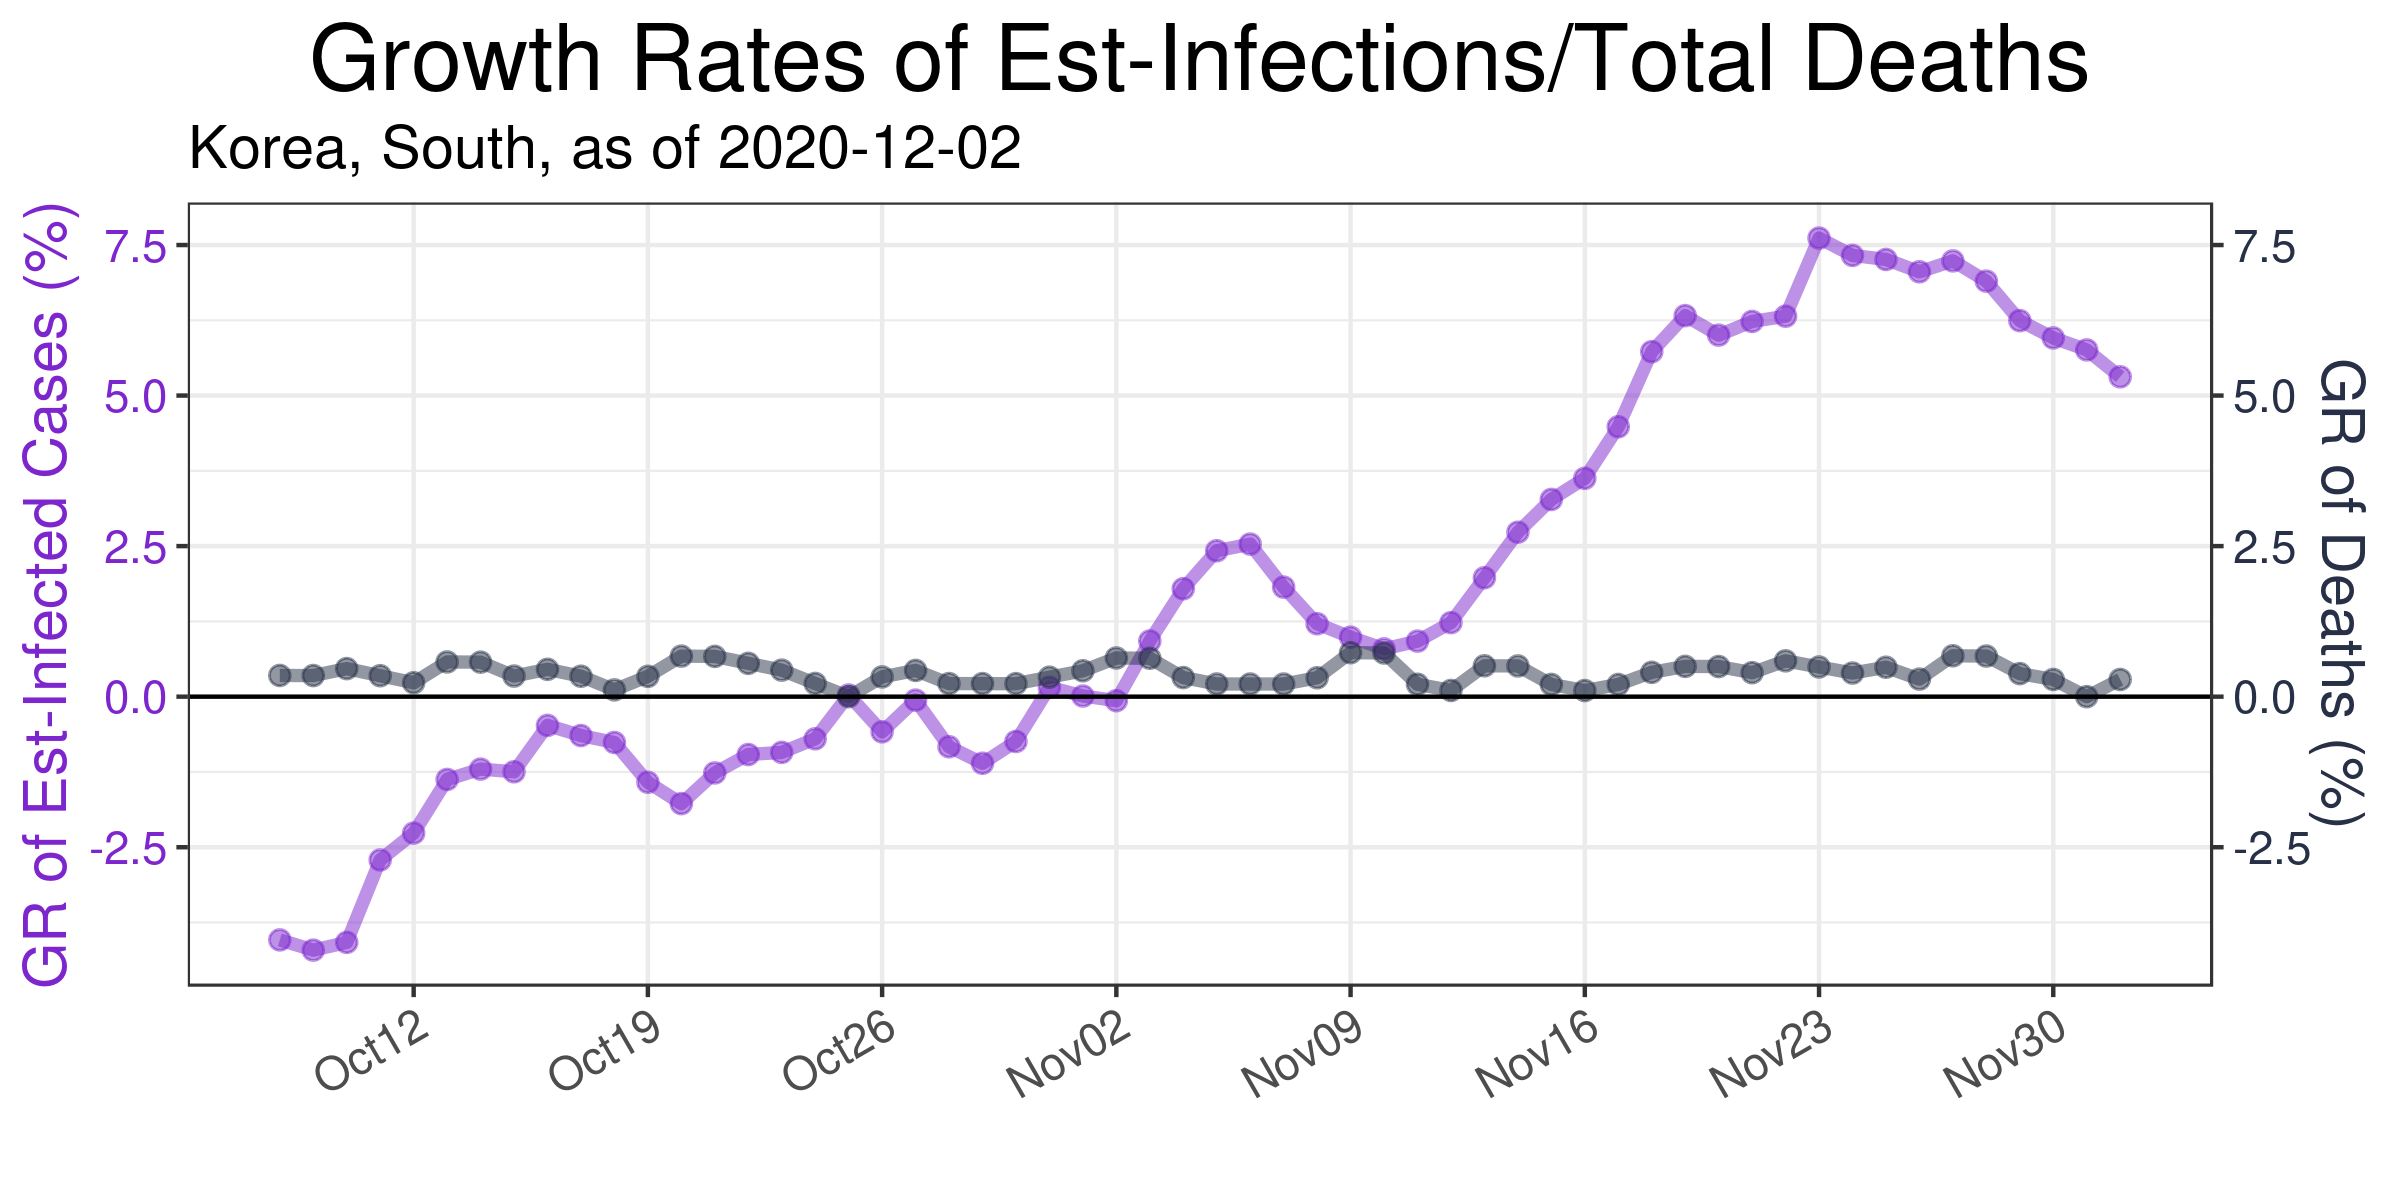 Growth Rates of Est-Infections/Total Deaths
Korea, South, as of 2020-12-02
GR of Est-Infected Cases (%)
7.5
5.0
2.5
0.0
-2.5
7.5
5.0
2.5
0.0
-2.5
GR of Deaths (%)
Oct12
Oct19
Oct26
Nov02
Nov09
Nov16
Nov23
Nov30